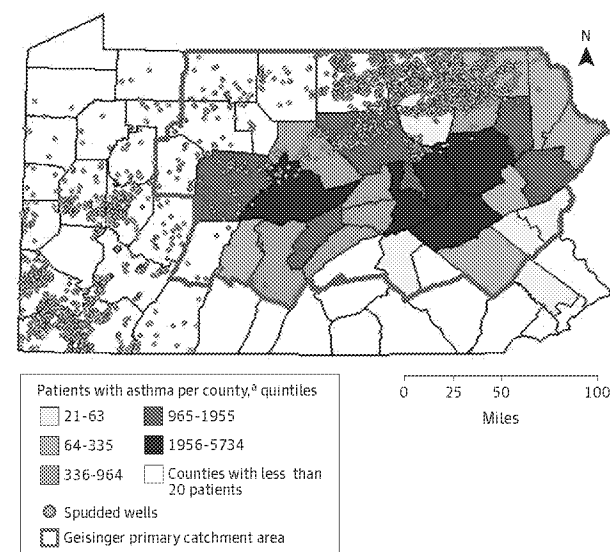 N
Patients with asthma per county,ª quintiles
21-63
965-1955
64-335
1956-5734
336-964
Counties with less than
20 patients
Spudded wells
Geisinger primary catchment area
0 25 50 100
Miles